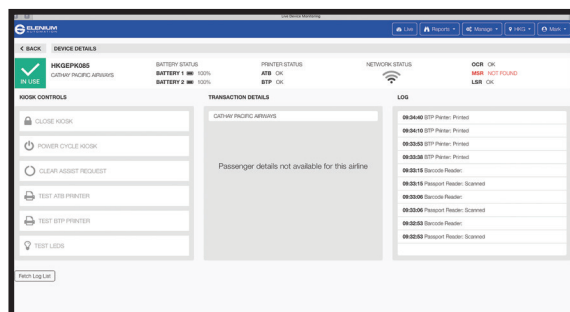 Live Device Monitoring
ELENIUM
AUTOMATION
Live
Reports
Manage
HKG
Mark
< BACK
DEVICE DETAILS
IN USE
HKGEPK085
CATHAY PACIFIC AIRWAYS
BATTERY STATUS
BATTERY 1 100%
BATTERY 2 100%
PRINTER STATUS
ATB OK
BTP OK
NETWORK STATUS
OCR OK
MSR NOT FOUND
LSR OK
KIOSK CONTROLS
CLOSE KIOSK
POWER CYCLE KIOSK
CLEAR ASSIST REQUEST
TEST ATB PRINTER
TEST BTP PRINTER
TEST LEDS
TRANSACTION DETAILS
CATHAY PACIFIC AIRWAYS
Passenger details not available for this airline
LOG
09:34:40 BTP Printer: Printed
09:34:10 BTP Printer: Printed
09:33:53 BTP Printer: Printed
09:33:38 BTP Printer: Printed
09:33:15 Barcode Reader:
09:33:15 Passport Reader: Scanned
09:33:06 Barcode Reader:
09:33:06 Passport Reader: Scanned
09:32:53 Barcode Reader:
09:32:53 Passport Reader: Scanned
Fetch Log List